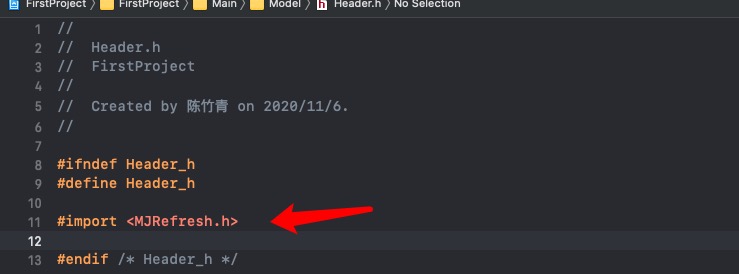 FirstProject › FirstProject › Main › Model › Header.h › No Selection
1 //
2 //  Header.h
3 //  FirstProject
4 //
5 //  Created by 陈竹青 on 2020/11/6.
6 //
7
8 #ifndef Header_h
9 #define Header_h
10
11 #import <MJRefresh.h>
12
13 #endif /* Header_h */